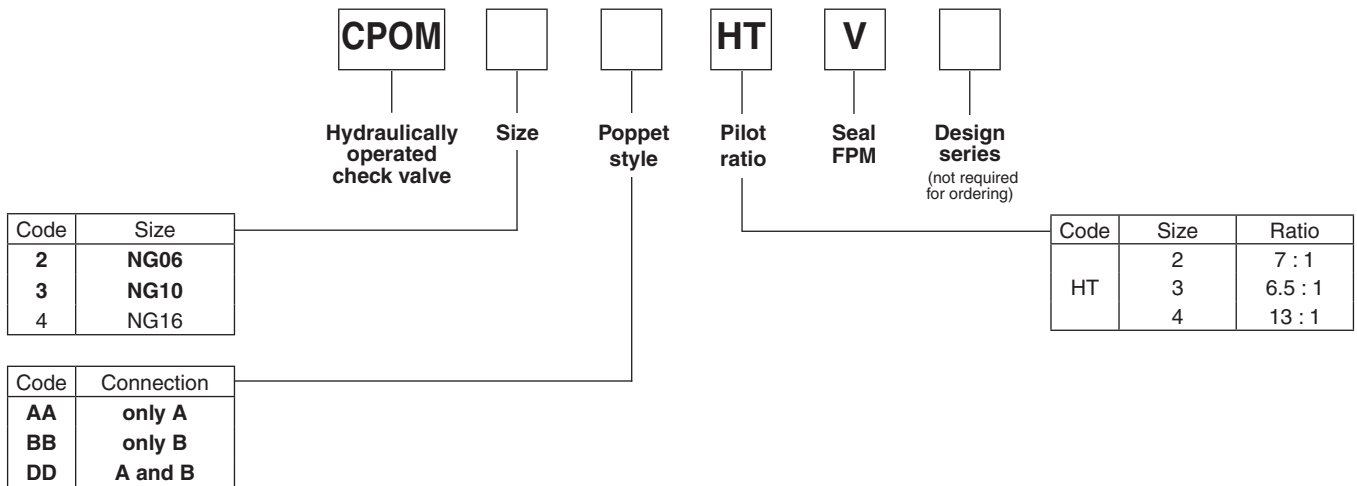 CPOM HT V
Hydraulically
operated
check valve
Size
Poppet
style
Pilot
ratio
Seal
FPM
Design
series
(not required
for ordering)
Code Size
2 NG06
3 NG10
4 NG16
Code Connection
AA only A
BB only B
DD A and B
Code Size Ratio
HT
2 7 : 1
3 6.5 : 1
4 13 : 1